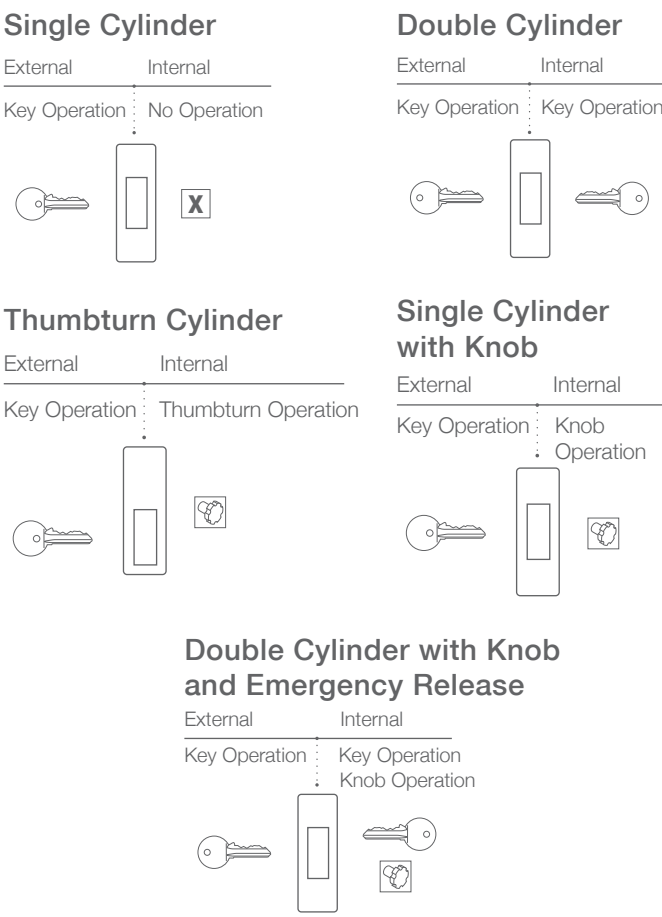 Single Cylinder
External Internal
Key Operation No Operation
X
Double Cylinder
External Internal
Key Operation Key Operation
Thumbturn Cylinder
External Internal
Key Operation Thumbturn Operation
Single Cylinder
with Knob
External Internal
Key Operation Knob
Operation
Double Cylinder with Knob
and Emergency Release
External Internal
Key Operation Key Operation
Knob Operation